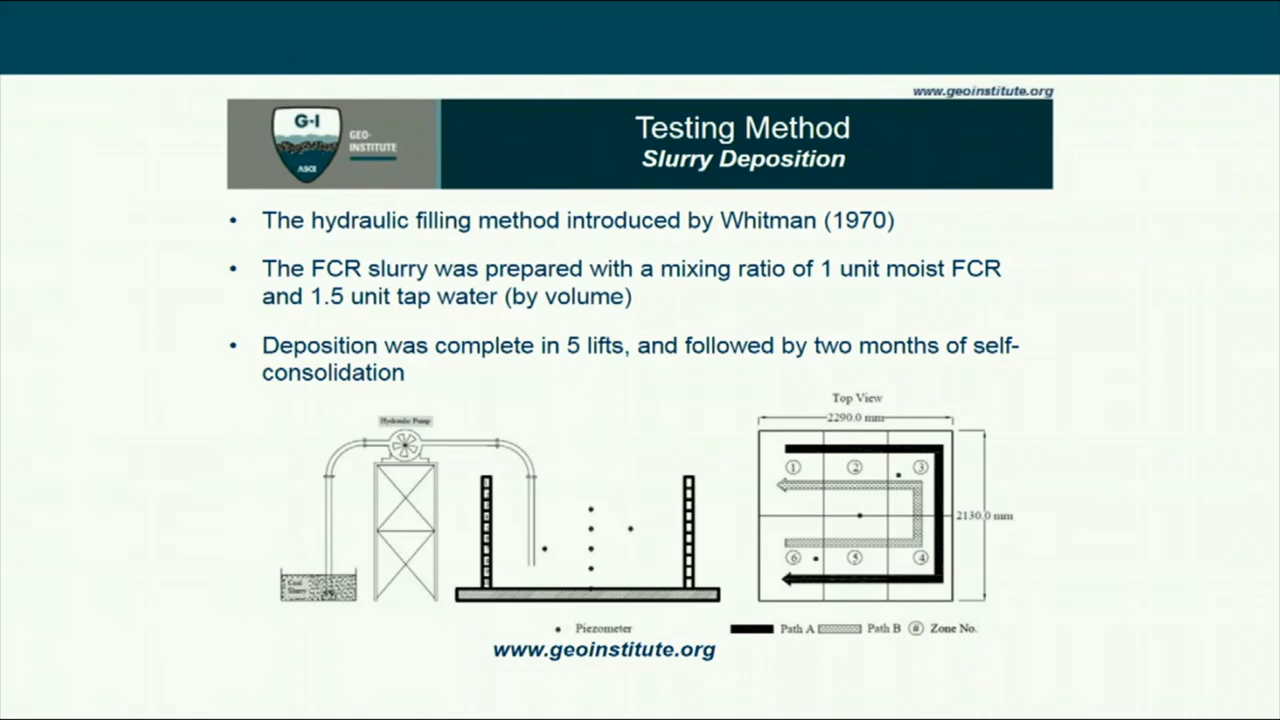 www.geoinstitute.org
G-I
GEO-
INSTITUTE
ASCE
Testing Method
Slurry Deposition
• The hydraulic filling method introduced by Whitman (1970)
• The FCR slurry was prepared with a mixing ratio of 1 unit moist FCR
and 1.5 unit tap water (by volume)
• Deposition was complete in 5 lifts, and followed by two months of self-
consolidation
Hydraulic Pump
Coal
Slurry
Piezometer
Top View
2290.0 mm
1 2 3
2130.0 mm
6 5 4
Path A Path B # Zone No.
www.geoinstitute.org